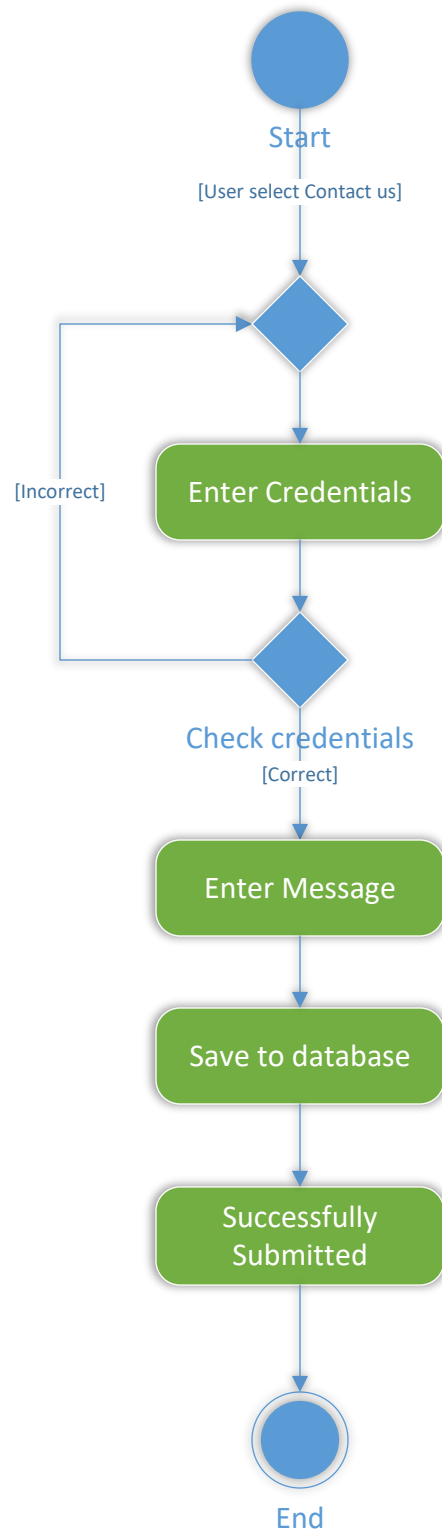 Start
[User select Contact us]
Enter Credentials
[Incorrect]
Check credentials
[Correct]
Enter Message
Save to database
Successfully
Submitted
End